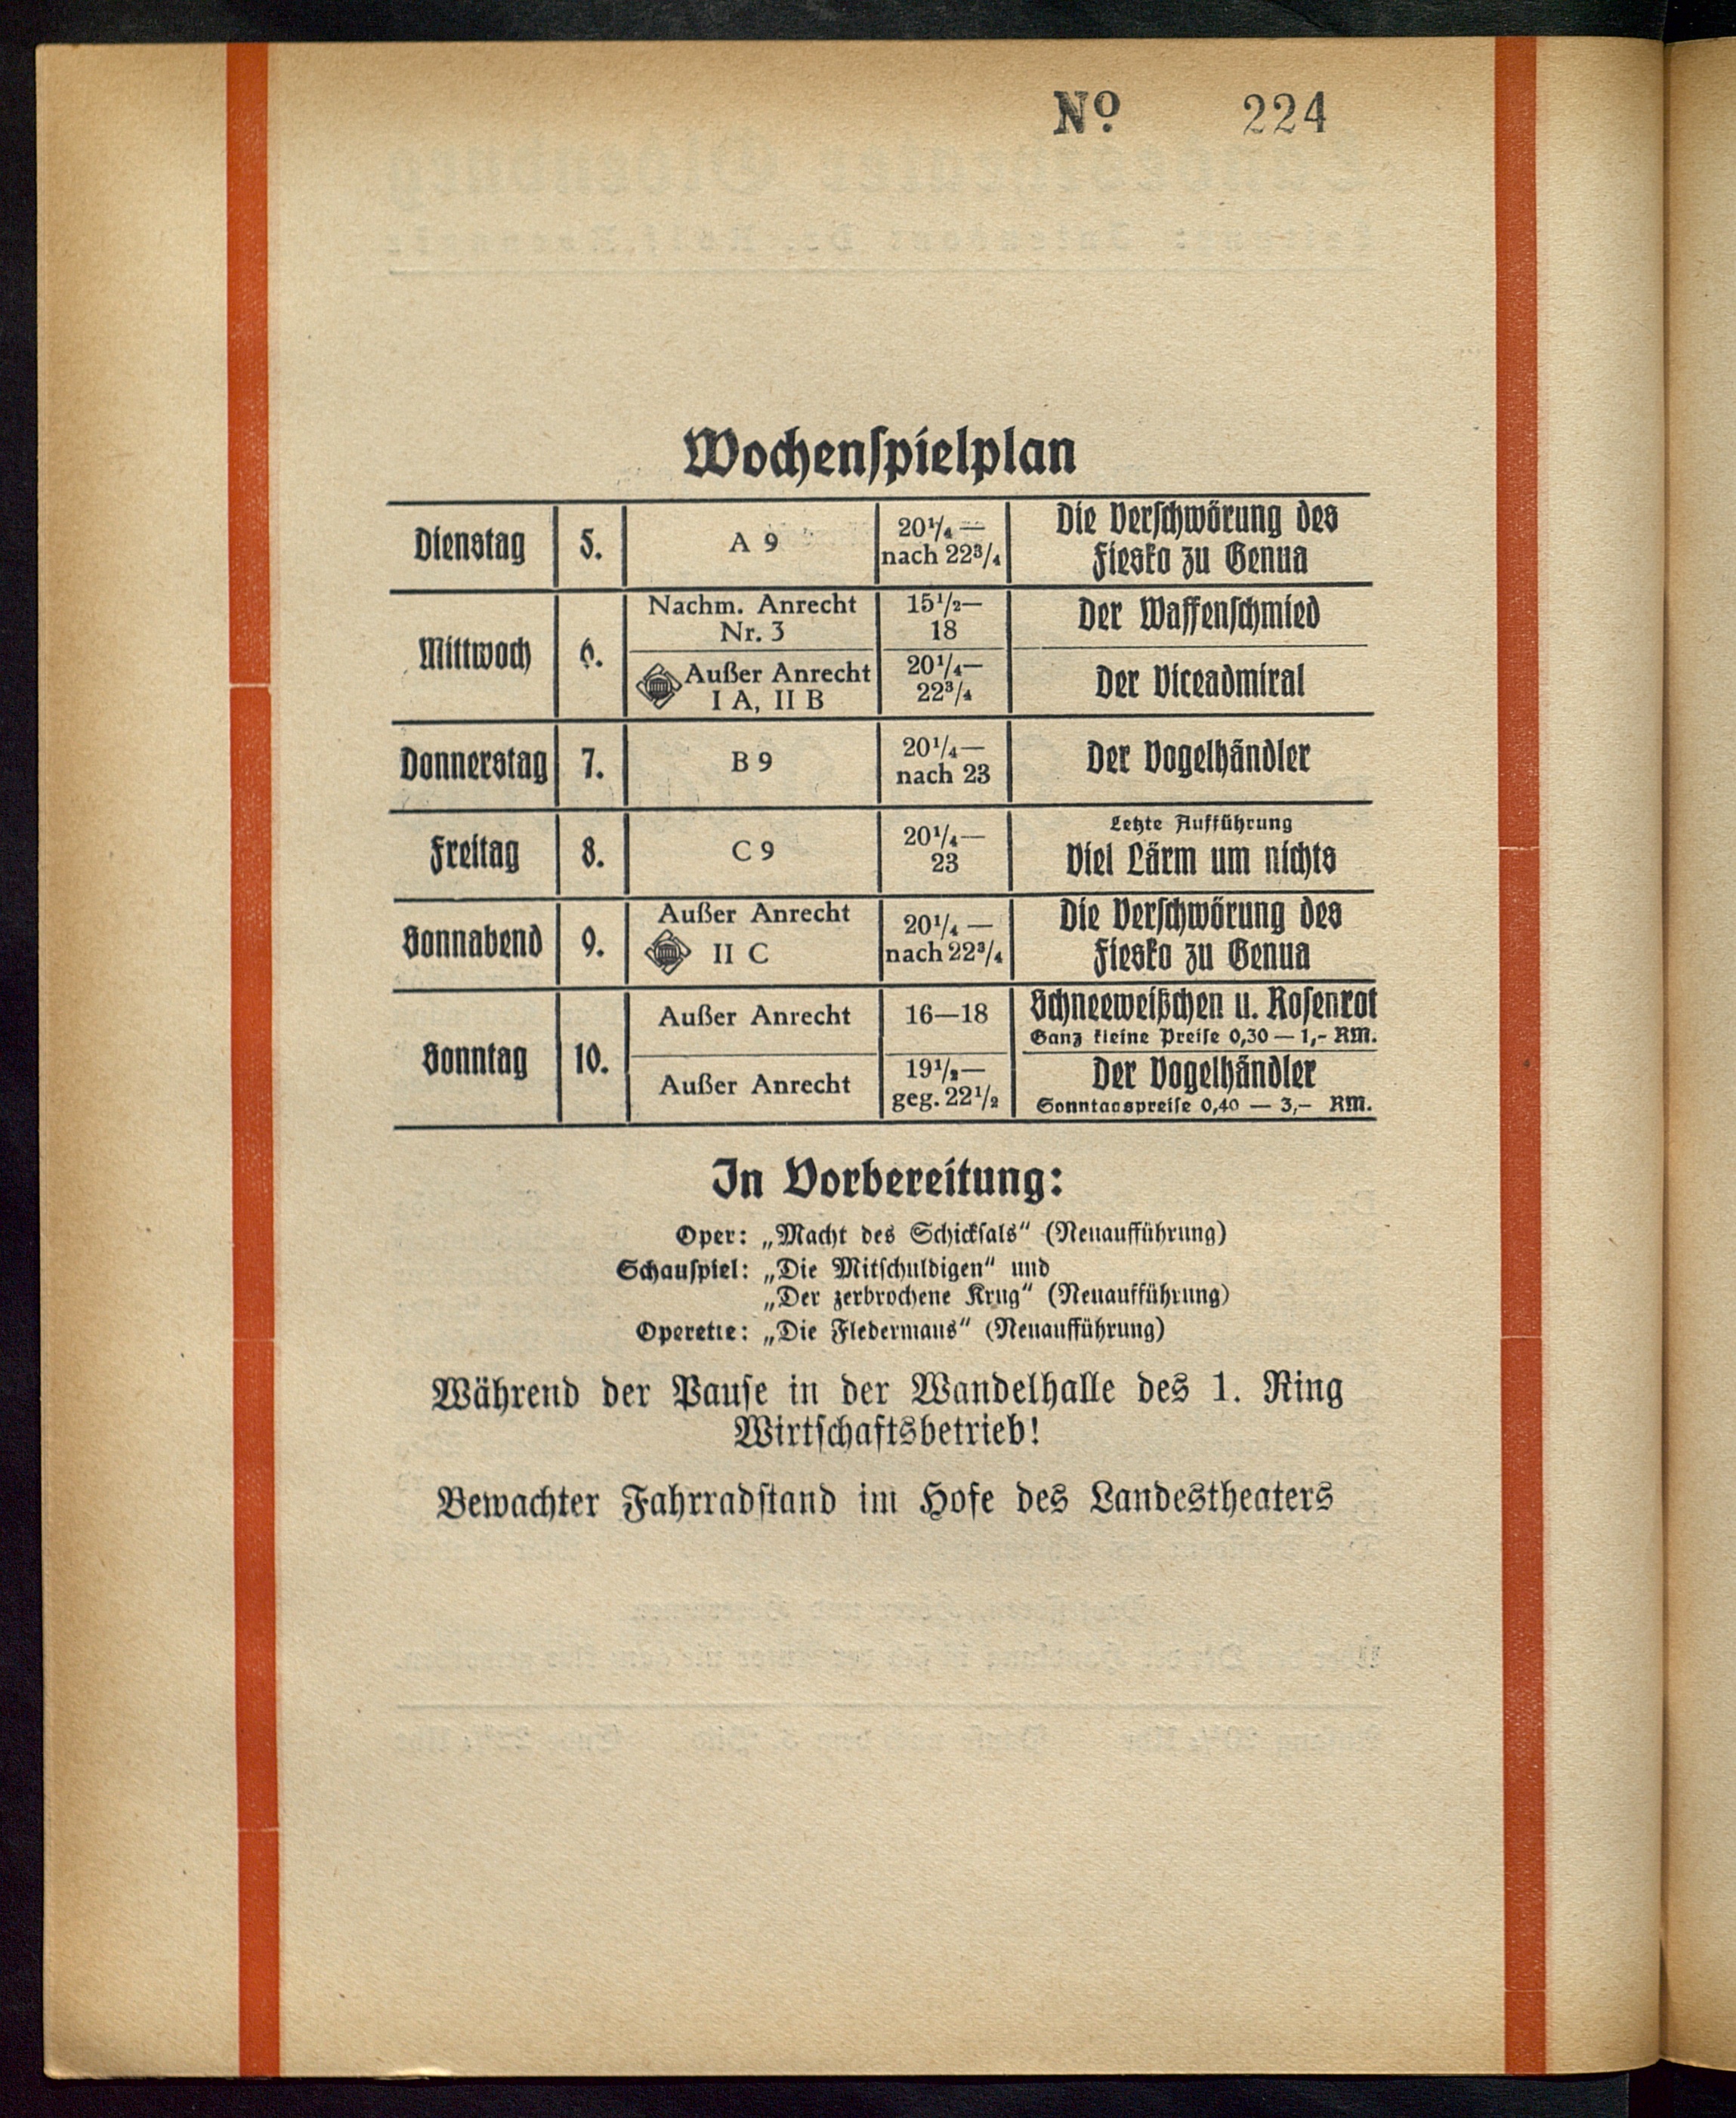 Nº 224
Wochenspielplan
Dienstag 5. A 9 20¼ — nach 22¾ Die Verschwörung des Fiesko zu Genua
Mittwoch 6. Nachm. Anrecht Nr. 3 15½— 18 Der Waffenschmied
Außer Anrecht I A, II B 20¼— 22¾ Der Viceadmiral
Donnerstag 7. B 9 20¼— nach 23 Der Vogelhändler
Freitag 8. C 9 20¼— 23 Letzte Aufführung Viel Lärm um nichts
Sonnabend 9. Außer Anrecht II C 20¼ — nach 22¾ Die Verschwörung des Fiesko zu Genua
Sonntag 10. Außer Anrecht 16—18 Schneeweißchen u. Rosenrot Ganz kleine Preise 0,30 — 1,- RM.
Außer Anrecht 19½— geg. 22½ Der Vogelhändler Sonntagspreise 0,40 — 3,— RM.
In Vorbereitung:
Oper: „Macht des Schicksals“ (Neuaufführung)
Schauspiel: „Die Mitschuldigen“ und
„Der zerbrochene Krug“ (Neuaufführung)
Operette: „Die Fledermaus“ (Neuaufführung)
Während der Pause in der Wandelhalle des 1. Ring
Wirtschaftsbetrieb!
Bewachter Fahrradstand im Hofe des Landestheaters